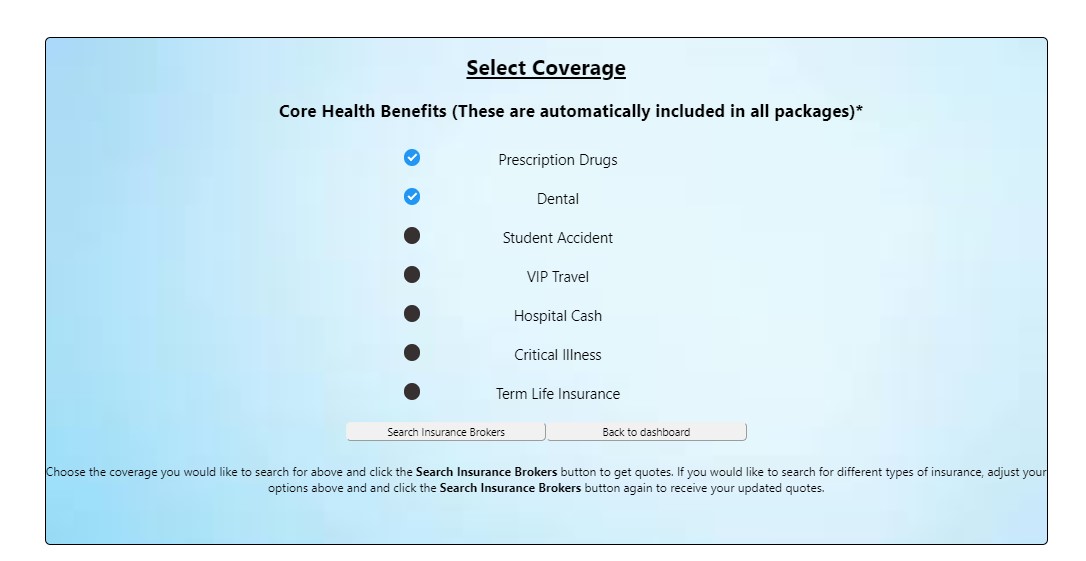 Select Coverage
Core Health Benefits (These are automatically included in all packages)*
Prescription Drugs
Dental
Student Accident
VIP Travel
Hospital Cash
Critical Illness
Term Life Insurance
Search Insurance Brokers Back to dashboard
Choose the coverage you would like to search for above and click the Search Insurance Brokers button to get quotes. If you would like to search for different types of insurance, adjust your
options above and and click the Search Insurance Brokers button again to receive your updated quotes.